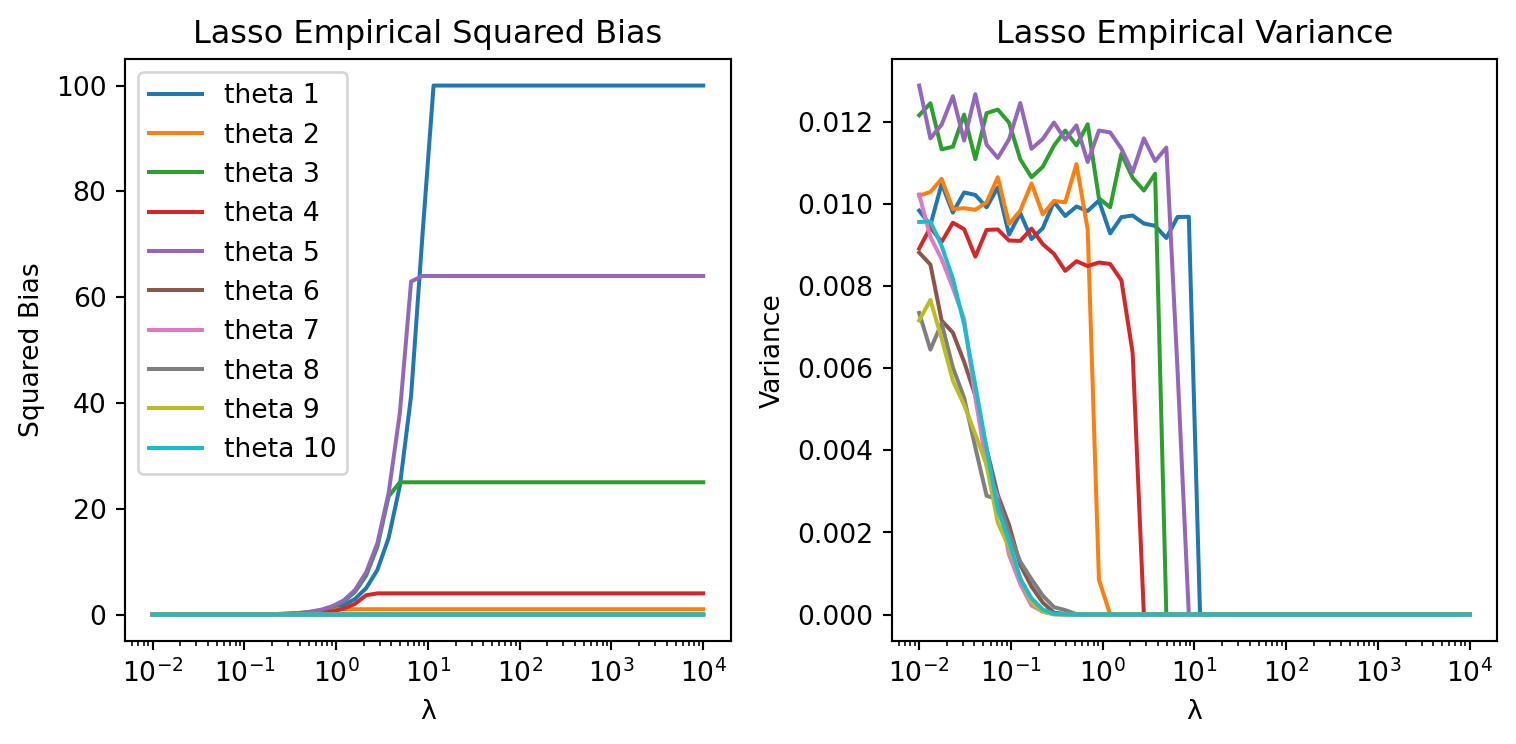 Lasso Empirical Squared Bias
Squared Bias
100
80
60
40
20
0
theta 1
theta 2
theta 3
theta 4
theta 5
theta 6
theta 7
theta 8
theta 9
theta 10
10⁻² 10⁻¹ 10⁰ 10¹ 10² 10³ 10⁴
λ
Lasso Empirical Variance
Variance
0.012
0.010
0.008
0.006
0.004
0.002
0.000
10⁻² 10⁻¹ 10⁰ 10¹ 10² 10³ 10⁴
λ